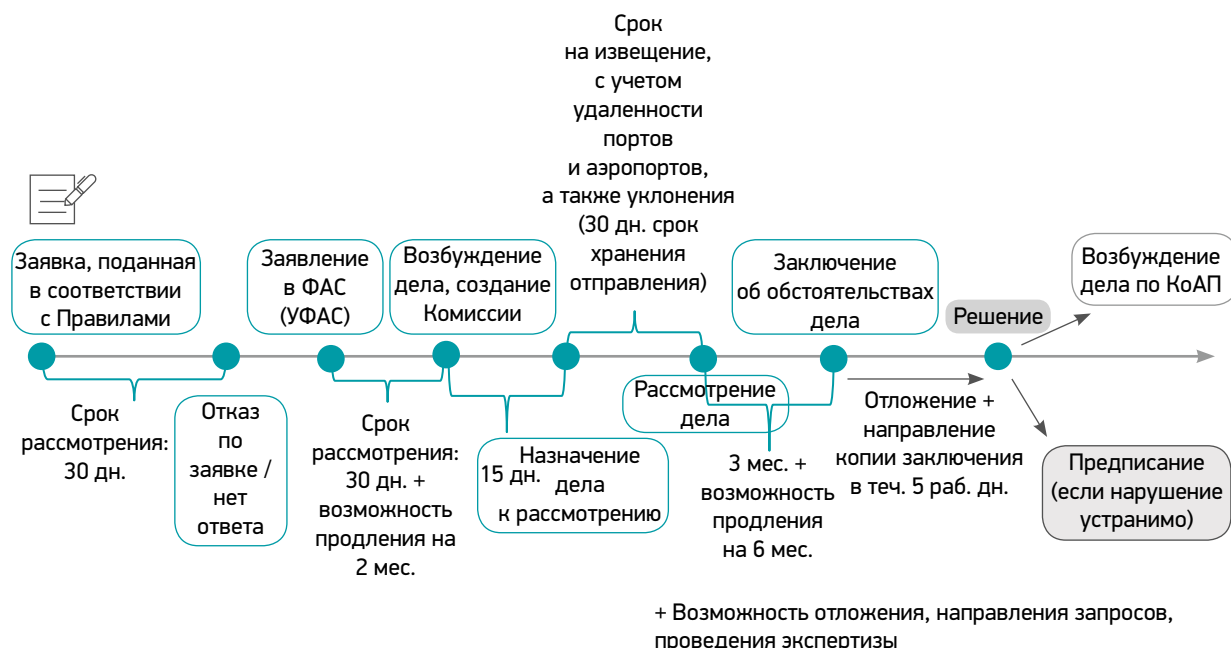 Срок
на извещение,
с учетом
удаленности
портов
и аэропортов,
а также уклонения
(30 дн. срок
хранения
отправления)
Заявка, поданная
в соответствии
с Правилами
Заявление
в ФАС
(УФАС)
Возбуждение
дела, создание
Комиссии
Заключение
об обстоятельствах
дела
Решение
Возбуждение
дела по КоАП
Срок
рассмотрения:
30 дн.
Отказ
по
заявке /
нет
ответа
Срок
рассмотрения:
30 дн. +
возможность
продления на
2 мес.
15 дн.
Назначение
дела
к рассмотрению
Рассмотрение
дела
3 мес. +
возможность
продления
на 6 мес.
Отложение +
направление
копии заключения
в теч. 5 раб. дн.
Предписание
(если нарушение
устранимо)
+ Возможность отложения, направления запросов,
проведения экспертизы